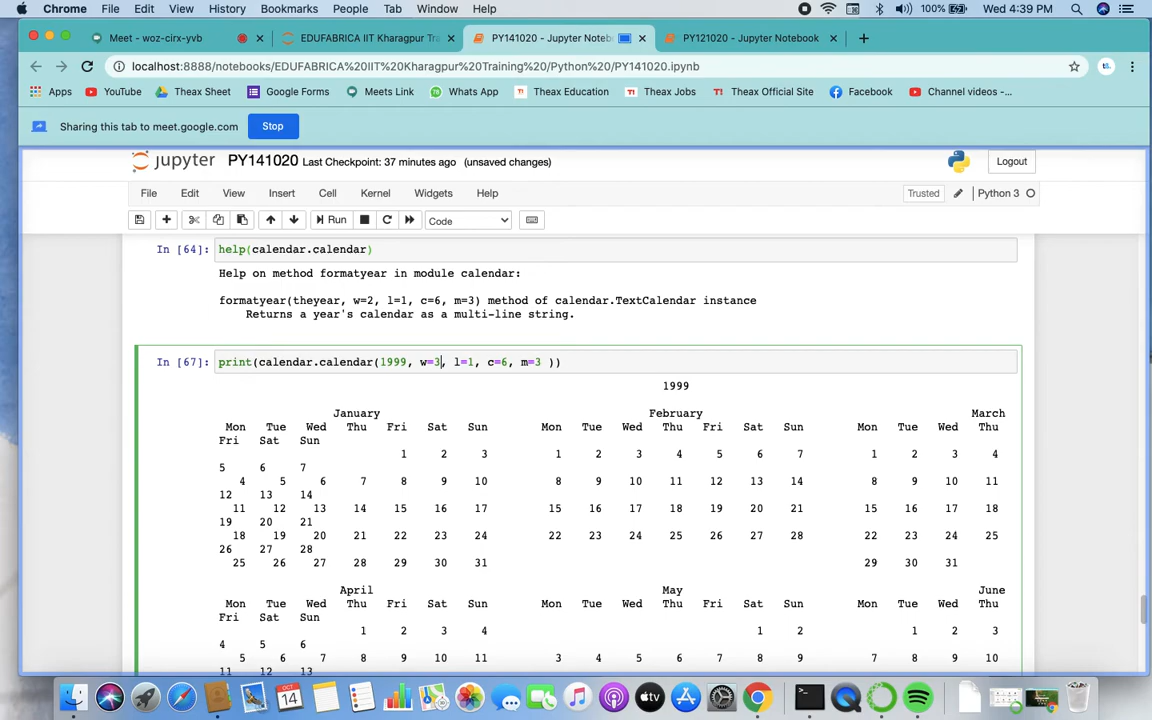 Chrome File Edit View History Bookmarks People Tab Window Help 100% Wed 4:39 PM
Meet - woz-cirx-yvb EDUFABRICA IIT Kharagpur Tra PY141020 - Jupyter Noteb PY121020 - Jupyter Notebook
localhost:8888/notebooks/EDUFABRICA%20IIT%20Kharagpur%20Training%20/Python%20/PY141020.ipynb
Apps YouTube Theax Sheet Google Forms Meets Link Whats App Theax Education Theax Jobs Theax Official Site Facebook Channel videos -...
Sharing this tab to meet.google.com Stop
jupyter PY141020 Last Checkpoint: 37 minutes ago (unsaved changes) Logout
File Edit View Insert Cell Kernel Widgets Help Trusted Python 3
Run Code
In [64]: help(calendar.calendar)
Help on method formatyear in module calendar:
formatyear(theyear, w=2, l=1, c=6, m=3) method of calendar.TextCalendar instance
Returns a year's calendar as a multi-line string.
In [67]: print(calendar.calendar(1999, w=3, l=1, c=6, m=3 ))
1999
January February March
Mon Tue Wed Thu Fri Sat Sun Mon Tue Wed Thu Fri Sat Sun Mon Tue Wed Thu
Fri Sat Sun
1 2 3 1 2 3 4 5 6 7 1 2 3 4
5 6 7
4 5 6 7 8 9 10 8 9 10 11 12 13 14 8 9 10 11
12 13 14
11 12 13 14 15 16 17 15 16 17 18 19 20 21 15 16 17 18
19 20 21
18 19 20 21 22 23 24 22 23 24 25 26 27 28 22 23 24 25
26 27 28
25 26 27 28 29 30 31 29 30 31
April May June
Mon Tue Wed Thu Fri Sat Sun Mon Tue Wed Thu Fri Sat Sun Mon Tue Wed Thu
Fri Sat Sun
1 2 3 4 1 2 1 2 3
4 5 6
5 6 7 8 9 10 11 3 4 5 6 7 8 9 7 8 9 10
11 12 13
OCT
14
tv